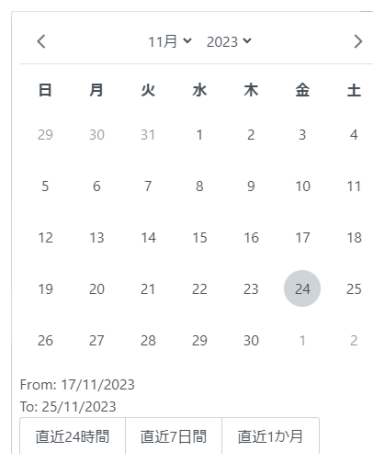 11月 2023
日 月 火 水 木 金 土
29 30 31 1 2 3 4
5 6 7 8 9 10 11
12 13 14 15 16 17 18
19 20 21 22 23 24 25
26 27 28 29 30 1 2
From: 17/11/2023
To: 25/11/2023
直近24時間 直近7日間 直近1か月